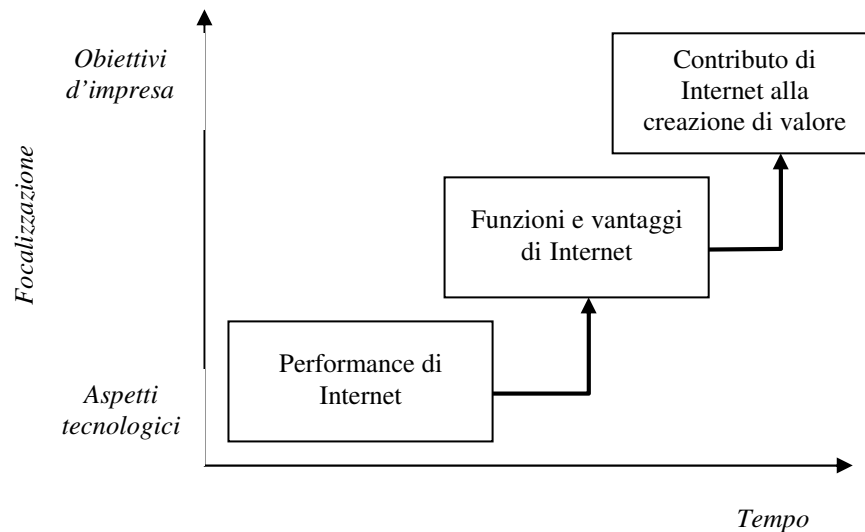 Obiettivi
d'impresa
Contributo di
Internet alla
creazione di valore
Focalizzazione
Funzioni e vantaggi
di Internet
Performance di
Internet
Aspetti
tecnologici
Tempo